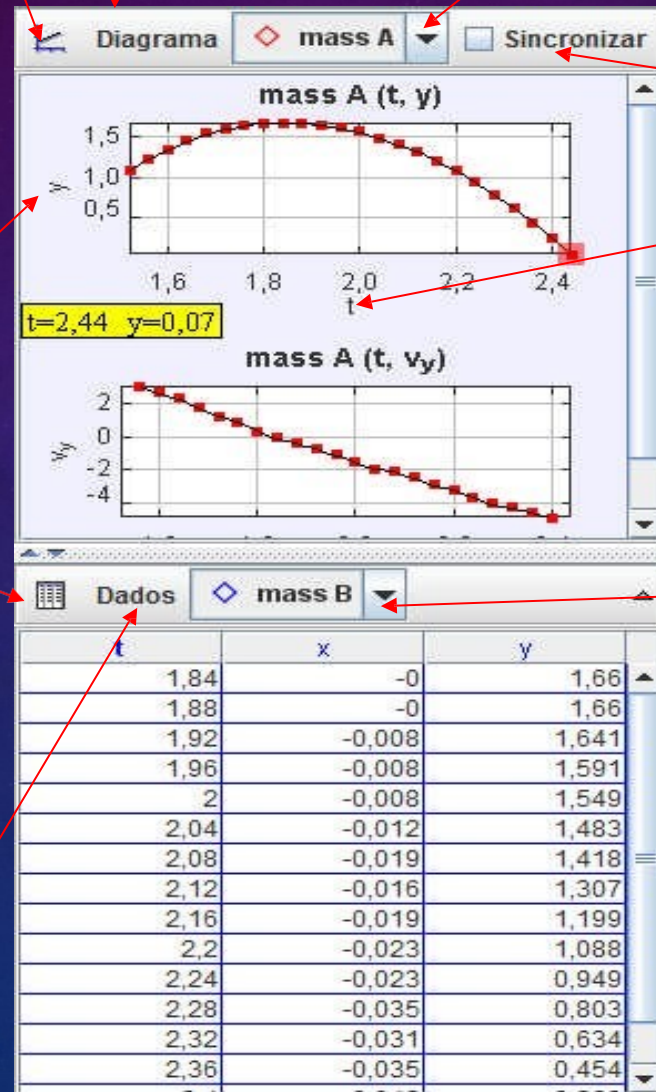 Diagrama mass A Sincronizar
mass A (t, y)
1,5
1,0
0,5
y
1,6 1,8 2,0 2,2 2,4
t
t=2,44 y=0,07
mass A (t, vy)
2
0
-2
-4
vy
Dados mass B
t x y
1,84 -0 1,66
1,88 -0 1,66
1,92 -0,008 1,641
1,96 -0,008 1,591
2 -0,008 1,549
2,04 -0,012 1,483
2,08 -0,019 1,418
2,12 -0,016 1,307
2,16 -0,019 1,199
2,2 -0,023 1,088
2,24 -0,023 0,949
2,28 -0,035 0,803
2,32 -0,031 0,634
2,36 -0,035 0,454